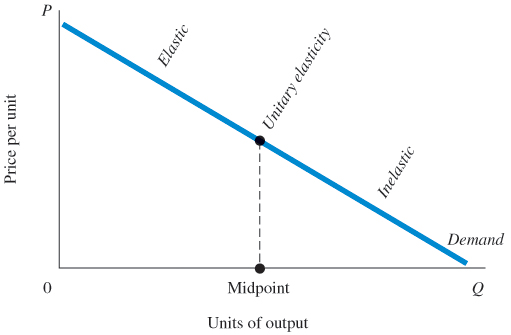 P
Elastic
Unitary elasticity
Price per unit
Inelastic
Demand
0
Midpoint
Q
Units of output